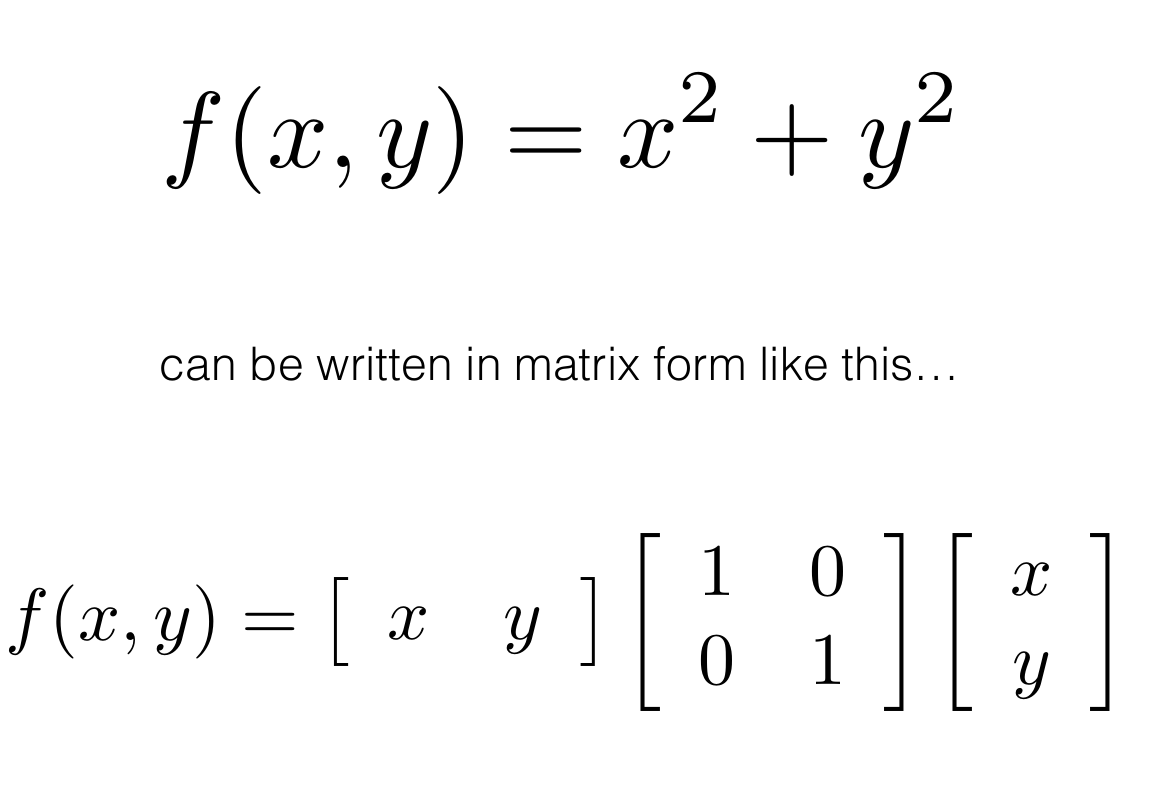 f(x, y) = x² + y²
can be written in matrix form like this…
f(x, y) = [ x y ] [ 1 0 ; 0 1 ] [ x ; y ]